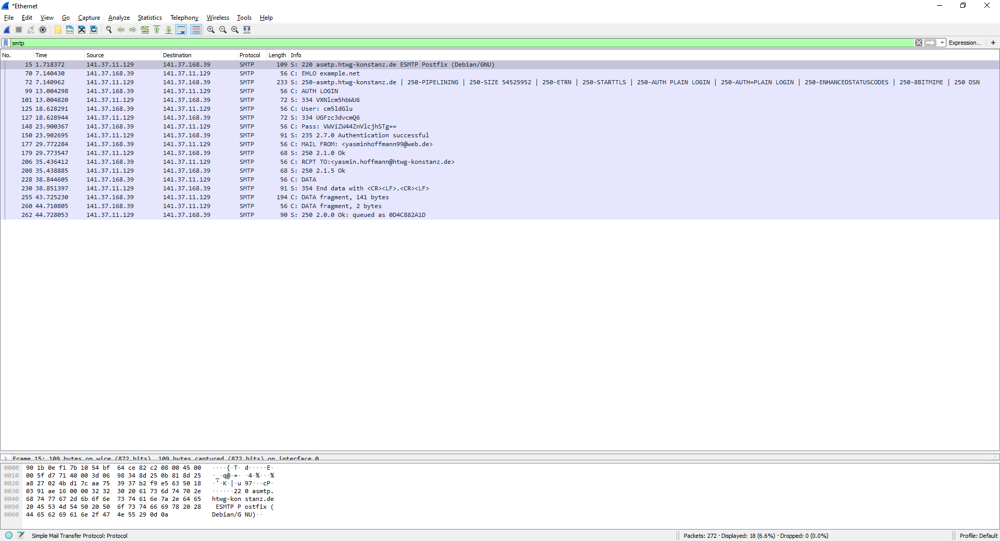 *Ethernet
File Edit View Go Capture Analyze Statistics Telephony Wireless Tools Help
smtp Expression... +
No. Time Source Destination Protocol Length Info
15 1.718372 141.37.11.129 141.37.168.39 SMTP 109 S: 220 asmtp.htwg-konstanz.de ESMTP Postfix (Debian/GNU)
70 7.140430 141.37.168.39 141.37.11.129 SMTP 56 C: EHLO example.net
72 7.140962 141.37.11.129 141.37.168.39 SMTP 233 S: 250-asmtp.htwg-konstanz.de | 250-PIPELINING | 250-SIZE 54525952 | 250-ETRN | 250-STARTTLS | 250-AUTH PLAIN LOGIN | 250-AUTH=PLAIN LOGIN | 250-ENHANCEDSTATUSCODES | 250-8BITMIME | 250 DSN
99 13.004298 141.37.168.39 141.37.11.129 SMTP 56 C: AUTH LOGIN
101 13.004820 141.37.11.129 141.37.168.39 SMTP 72 S: 334 VXNlcm5hbWU6
125 18.628291 141.37.168.39 141.37.11.129 SMTP 56 C: User: cm5ldGlu
127 18.628944 141.37.11.129 141.37.168.39 SMTP 72 S: 334 UGFzc3dvcmQ6
148 23.900367 141.37.168.39 141.37.11.129 SMTP 56 C: Pass: VWViZW44ZnVlcjhSTg==
150 23.902695 141.37.11.129 141.37.168.39 SMTP 91 S: 235 2.7.0 Authentication successful
177 29.772284 141.37.168.39 141.37.11.129 SMTP 56 C: MAIL FROM: <yasminhoffmann99@web.de>
179 29.773547 141.37.11.129 141.37.168.39 SMTP 68 S: 250 2.1.0 Ok
206 35.436412 141.37.168.39 141.37.11.129 SMTP 56 C: RCPT TO:<yasmin.hoffmann@htwg-konstanz.de>
208 35.438885 141.37.11.129 141.37.168.39 SMTP 68 S: 250 2.1.5 Ok
228 38.844605 141.37.168.39 141.37.11.129 SMTP 56 C: DATA
230 38.851397 141.37.11.129 141.37.168.39 SMTP 91 S: 354 End data with <CR><LF>.<CR><LF>
255 43.725230 141.37.168.39 141.37.11.129 SMTP 194 C: DATA fragment, 141 bytes
260 44.710805 141.37.168.39 141.37.11.129 SMTP 56 C: DATA fragment, 2 bytes
262 44.728053 141.37.11.129 141.37.168.39 SMTP 90 S: 250 2.0.0 Ok: queued as 0D4C882A1D
Frame 15: 109 bytes on wire (872 bits), 109 bytes captured (872 bits) on interface 0
0000 90 1b 0e f1 7b 10 54 bf 64 ce 82 c2 08 00 45 00 ····{·T· d·····E·
0010 00 5f d7 71 40 00 3d 06 98 34 8d 25 0b 81 8d 25 ·_·q@·=· ·4·%···%
0020 a8 27 02 4b d1 7c aa 75 39 37 b2 f9 e5 63 50 18 ·'·K·|·u 97···cP·
0030 03 91 ae 16 00 00 32 32 30 20 61 73 6d 74 70 2e ······22 0 asmtp.
0040 68 74 77 67 2d 6b 6f 6e 73 74 61 6e 7a 2e 64 65 htwg-kon stanz.de
0050 20 45 53 4d 54 50 20 50 6f 73 74 66 69 78 20 28 ESMTP P ostfix (
0060 44 65 62 69 61 6e 2f 47 4e 55 29 0d 0a Debian/G NU)··
Simple Mail Transfer Protocol: Protocol Packets: 272 · Displayed: 18 (6.6%) · Dropped: 0 (0.0%) Profile: Default